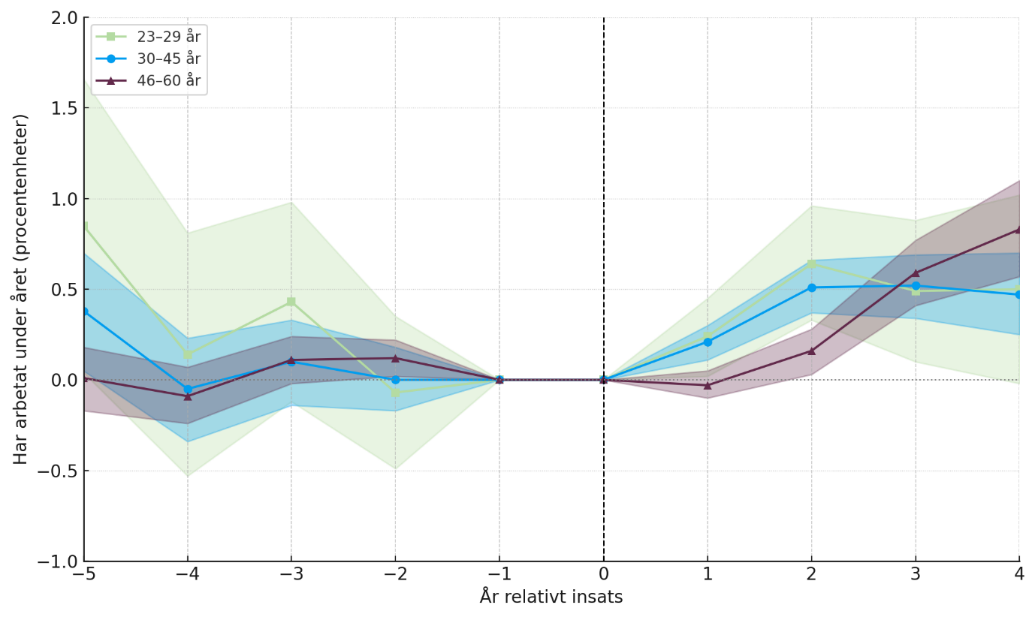 23–29 år
30–45 år
46–60 år
Har arbetat under året (procentenheter)
2.0
1.5
1.0
0.5
0.0
−0.5
−1.0
−5 −4 −3 −2 −1 0 1 2 3 4
År relativt insats